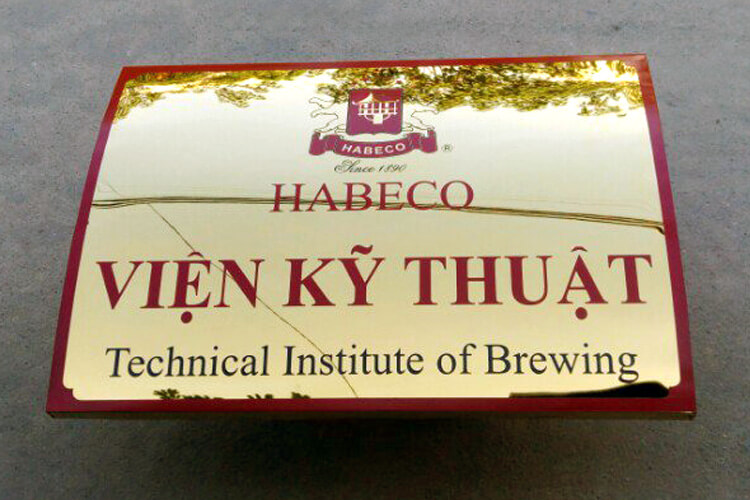 HABECO ®
Since 1890
HABECO
VIỆN KỸ THUẬT
Technical Institute of Brewing